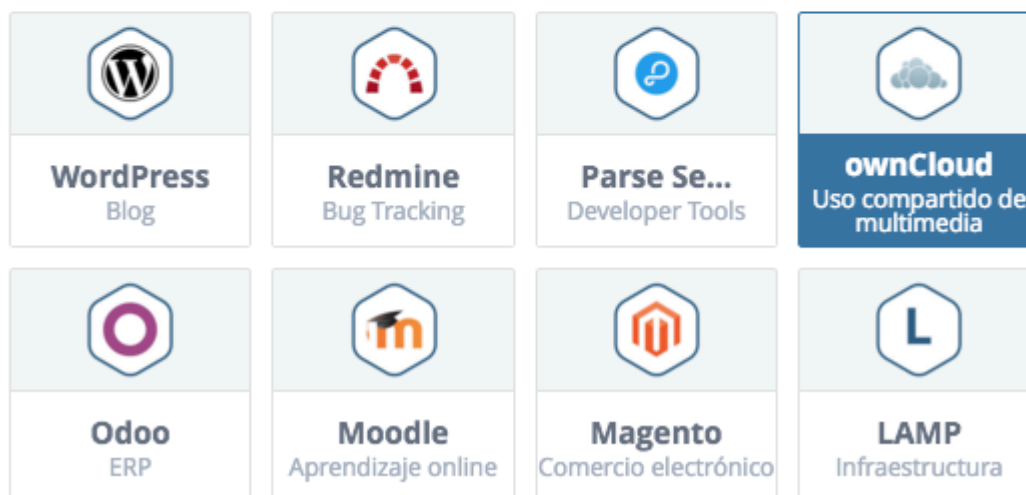 WordPress
Blog
Redmine
Bug Tracking
Parse Se...
Developer Tools
ownCloud
Uso compartido de
multimedia
Odoo
ERP
Moodle
Aprendizaje online
Magento
Comercio electrónico
L
LAMP
Infraestructura